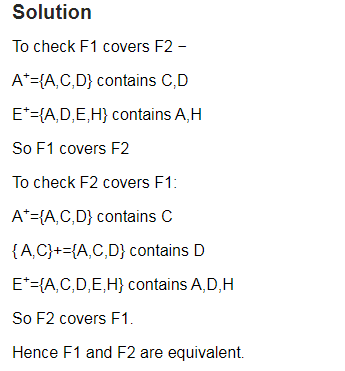 Solution
To check F1 covers F2 −
A⁺={A,C,D} contains C,D
E⁺={A,D,E,H} contains A,H
So F1 covers F2
To check F2 covers F1:
A⁺={A,C,D} contains C
{ A,C}+={A,C,D} contains D
E⁺={A,C,D,E,H} contains A,D,H
So F2 covers F1.
Hence F1 and F2 are equivalent.